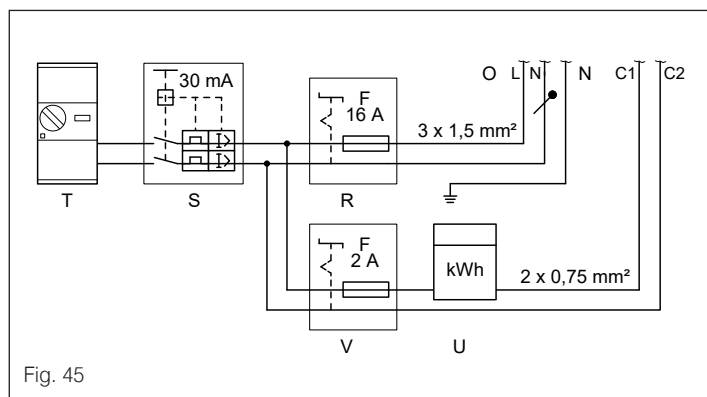 30 mA
F
16 A
O L N N C1 C2
3 x 1,5 mm²
T S R
F
2 A
kWh
2 x 0,75 mm²
V U
Fig. 45